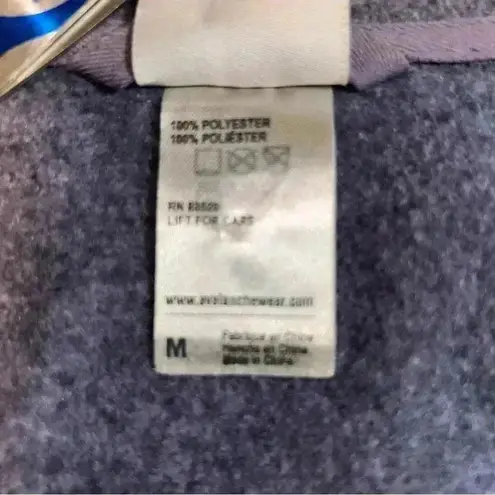 100% POLYESTER
100% POLIÉSTER
RN
LIFT FOR CARE
www.avalanchewear.com
M
Fabriqué en Chine
Hecho en China
Made in China